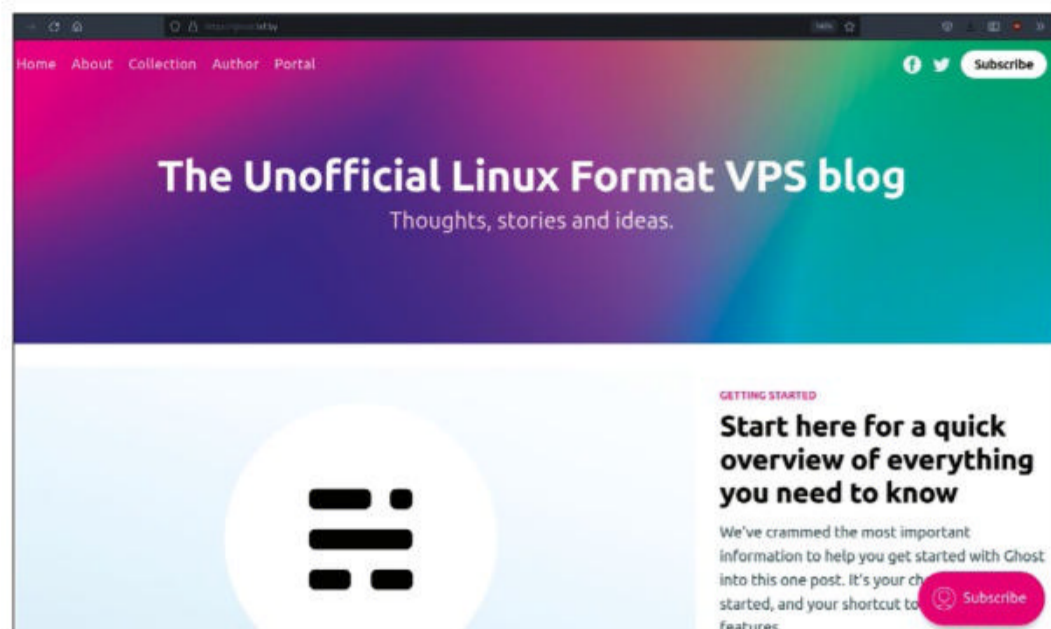 140%
Home About Collection Author Portal
Subscribe
The Unofficial Linux Format VPS blog
Thoughts, stories and ideas.
GETTING STARTED
Start here for a quick
overview of everything
you need to know
We've crammed the most important
information to help you get started with Ghost
into this one post. It's your ch
started, and your shortcut to
features
Subscribe